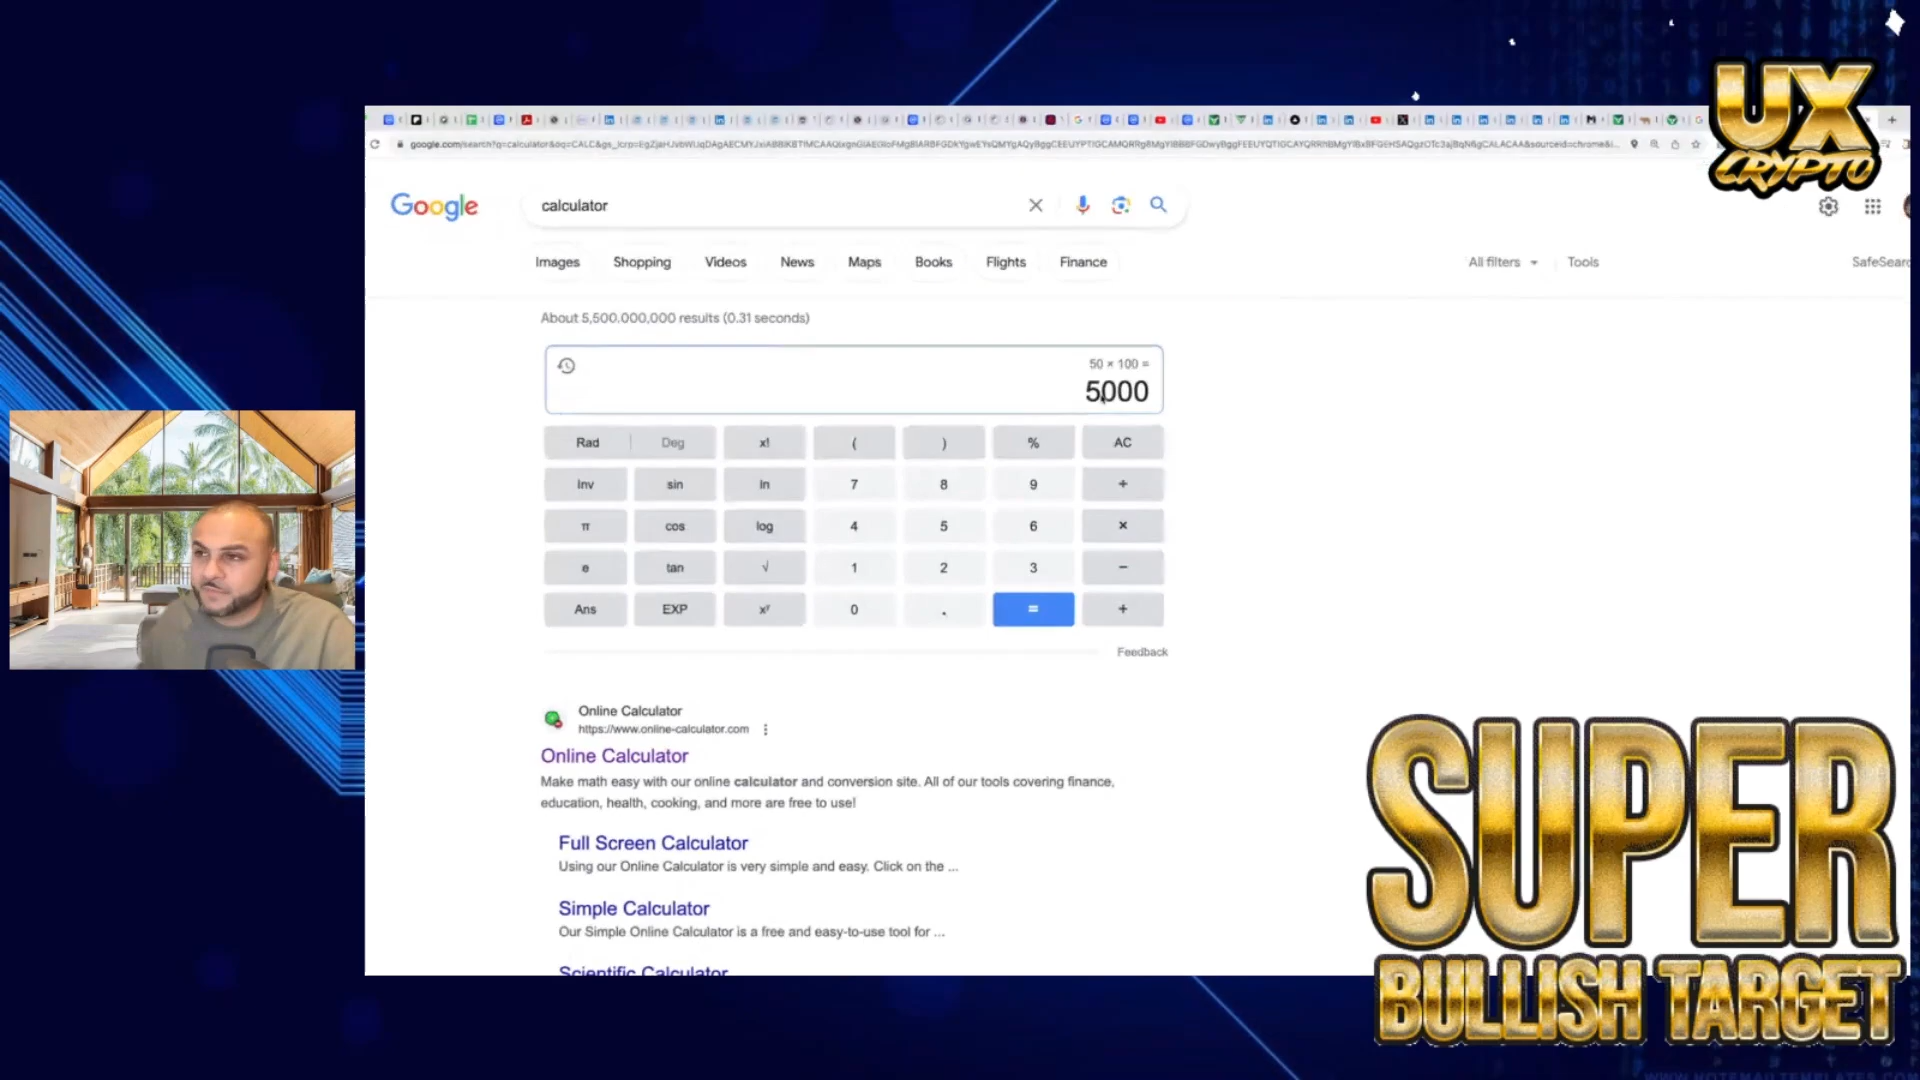 UX
CRYPTO
Google
calculator
Images
Shopping
Videos
News
Maps
Books
Flights
Finance
All filters
Tools
SafeSearc
About 5,500,000,000 results (0.31 seconds)
50 × 100 =
5000
Rad
Deg
x!
(
)
%
AC
Inv
sin
ln
7
8
9
÷
π
cos
log
4
5
6
×
e
tan
√
1
2
3
−
Ans
EXP
xʸ
0
.
=
+
Feedback
Online Calculator
https://www.online-calculator.com
Online Calculator
Make math easy with our online calculator and conversion site. All of our tools covering finance,
education, health, cooking, and more are free to use!
Full Screen Calculator
Using our Online Calculator is very simple and easy. Click on the ...
Simple Calculator
Our Simple Online Calculator is a free and easy-to-use tool for ...
Scientific Calculator
SUPER
BULLISH TARGET